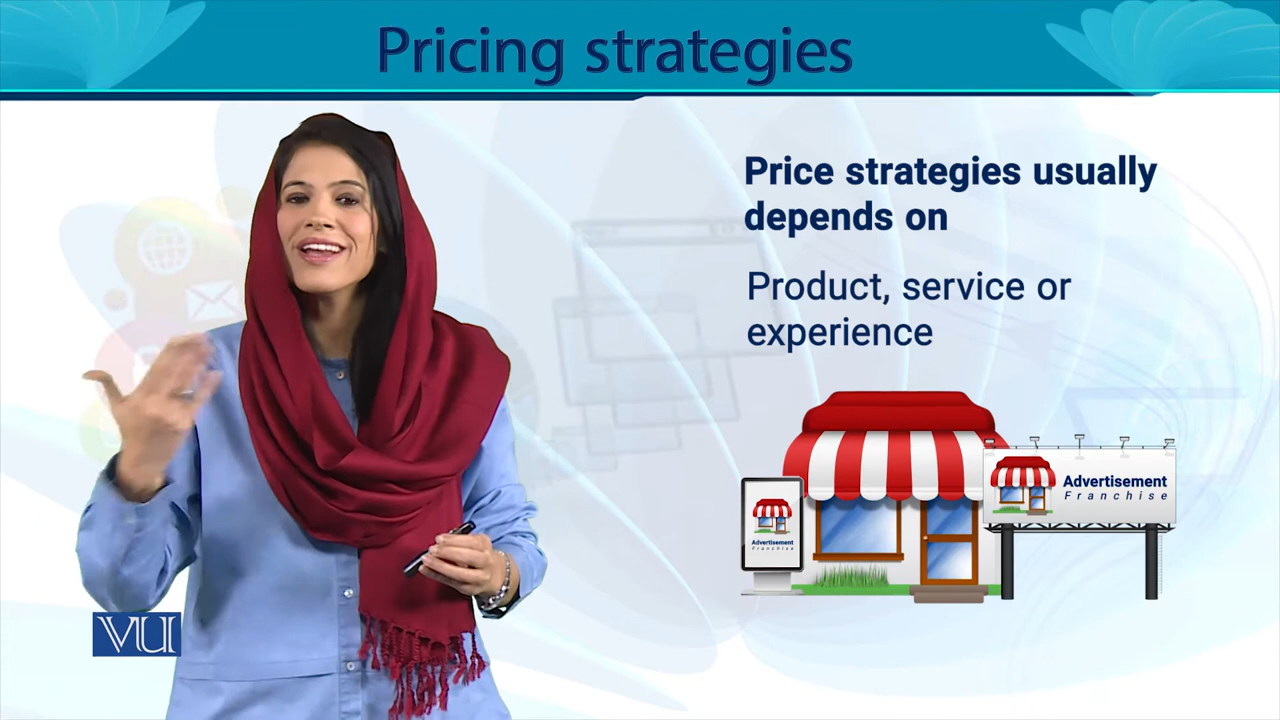 Pricing strategies
Price strategies usually
depends on
Product, service or
experience
Advertisement
Franchise
Advertisement
Franchise
VU